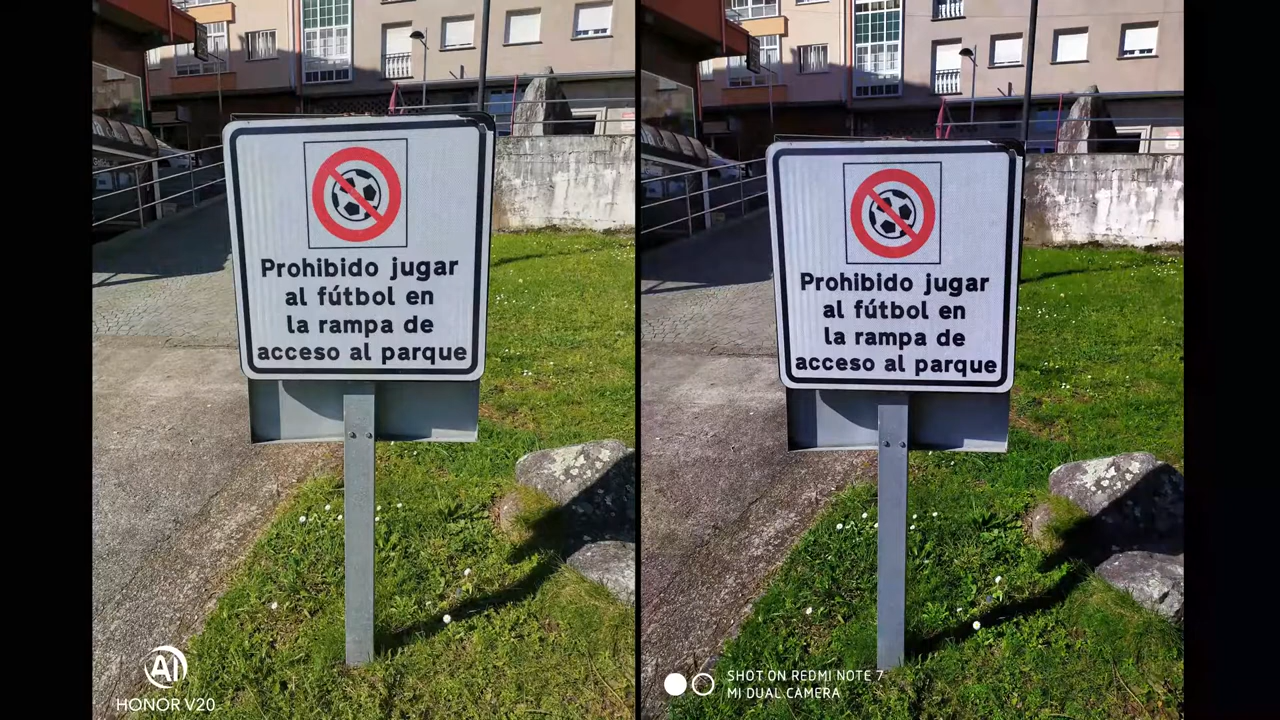 Prohibido jugar
al fútbol en
la rampa de
acceso al parque
AI
HONOR V20
Prohibido jugar
al fútbol en
la rampa de
acceso al parque
SHOT ON REDMI NOTE 7
MI DUAL CAMERA